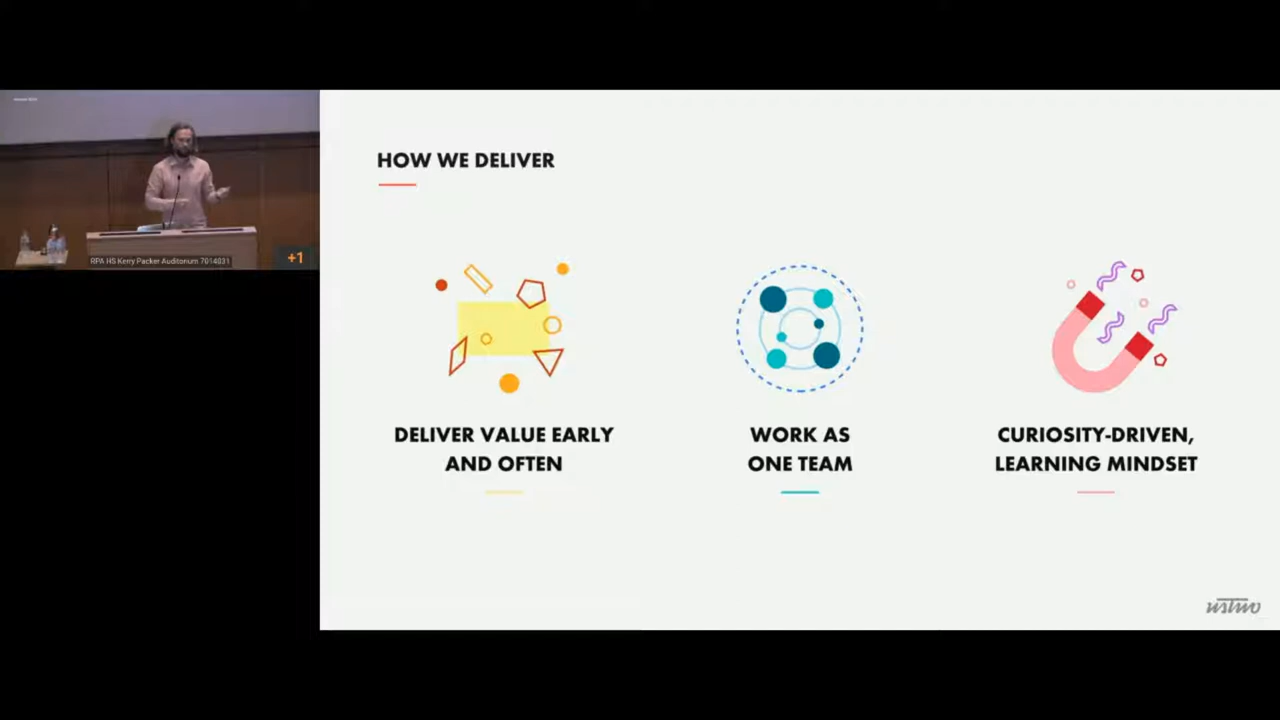 RPA HS Kerry Packer Auditorium 7014031
+1
HOW WE DELIVER
DELIVER VALUE EARLY
AND OFTEN
WORK AS
ONE TEAM
CURIOSITY-DRIVEN,
LEARNING MINDSET
ustwo